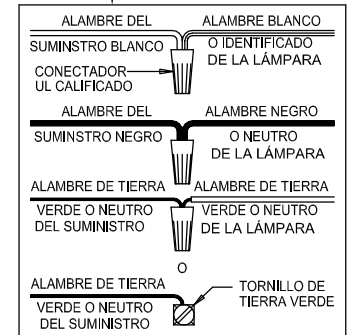 ALAMBRE DEL
SUMINSTRO BLANCO
ALAMBRE BLANCO
O IDENTIFICADO
DE LA LÁMPARA
CONECTADOR
UL CALIFICADO
ALAMBRE DEL
SUMINSTRO NEGRO
ALAMBRE NEGRO
O NEUTRO
DE LA LÁMPARA
ALAMBRE DE TIERRA
VERDE O NEUTRO
DEL SUMINISTRO
ALAMBRE DE TIERRA
VERDE O NEUTRO
DE LA LÁMPARA
O
ALAMBRE DE TIERRA
VERDE O NEUTRO
DEL SUMINISTRO
TORNILLO DE
TIERRA VERDE